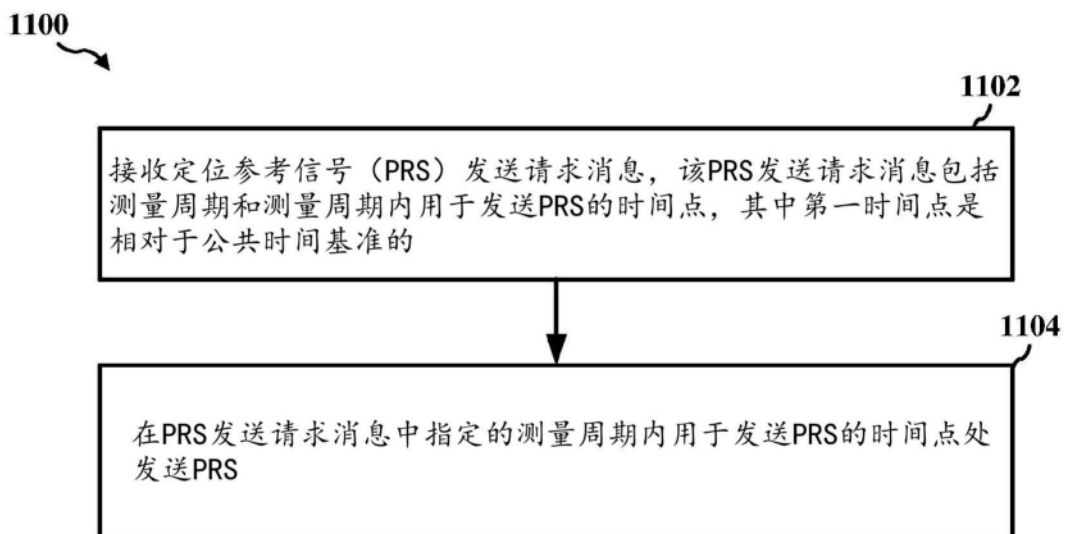 1100
1102
接收定位参考信号（PRS）发送请求消息，该PRS发送请求消息包括
测量周期和测量周期内用于发送PRS的时间点，其中第一时间点是
相对于公共时间基准的
1104
在PRS发送请求消息中指定的测量周期内用于发送PRS的时间点处
发送PRS